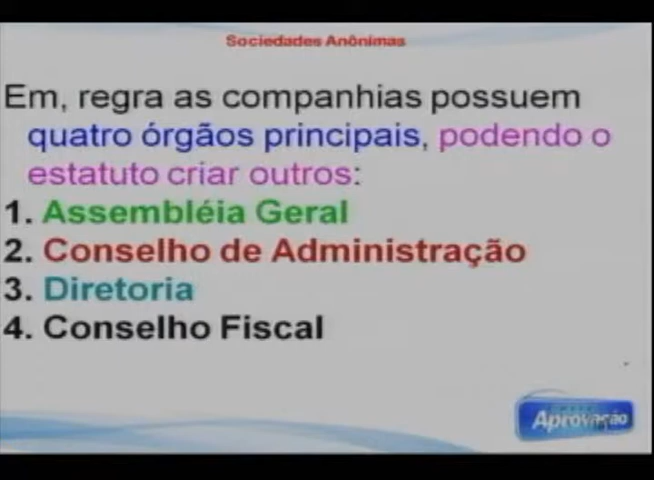 Sociedades Anônimas
Em, regra as companhias possuem
quatro órgãos principais, podendo o
estatuto criar outros:
1. Assembléia Geral
2. Conselho de Administração
3. Diretoria
4. Conselho Fiscal
Aprovação